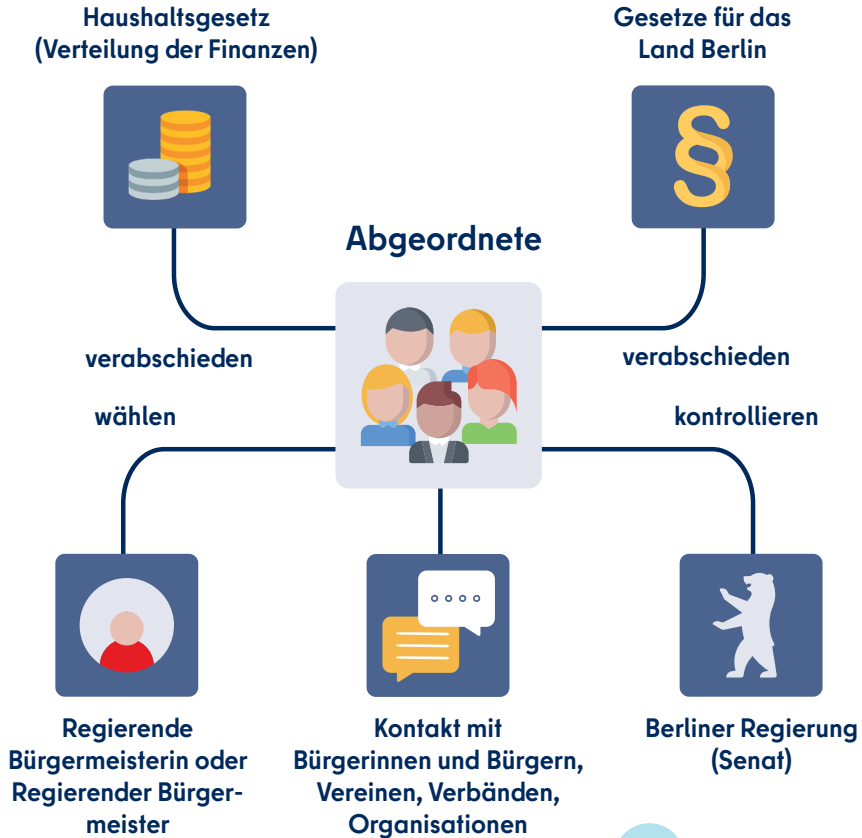 Haushaltsgesetz
(Verteilung der Finanzen)
Gesetze für das
Land Berlin
Abgeordnete
verabschieden
verabschieden
wählen
kontrollieren
Regierende
Bürgermeisterin oder
Regierender Bürger-
meister
Kontakt mit
Bürgerinnen und Bürgern,
Vereinen, Verbänden,
Organisationen
Berliner Regierung
(Senat)